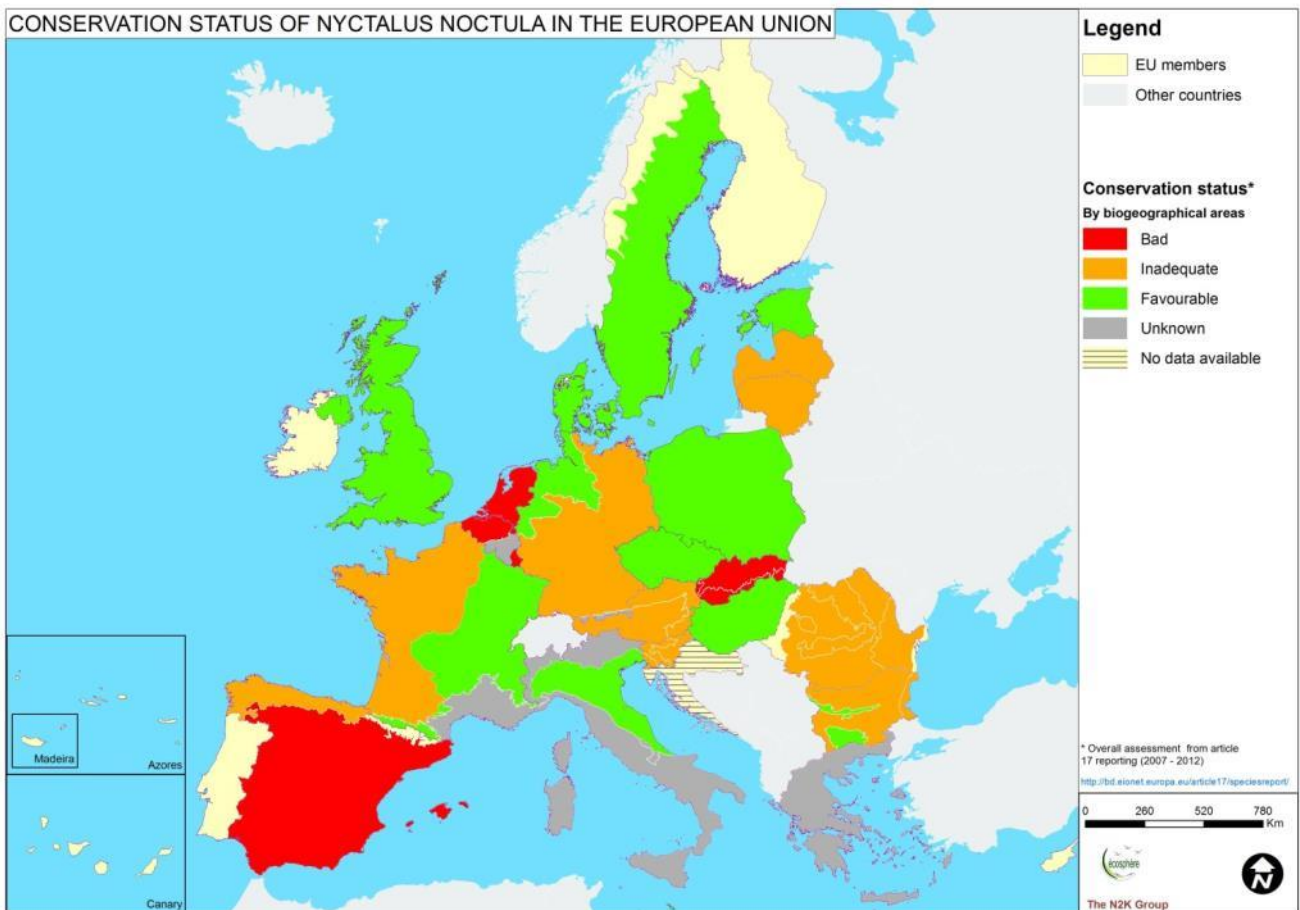 CONSERVATION STATUS OF NYCTALUS NOCTULA IN THE EUROPEAN UNION
Legend
EU members
Other countries
Conservation status*
By biogeographical areas
Bad
Inadequate
Favourable
Unknown
No data available
Madeira
Azores
Canary
* Overall assessment from article
17 reporting (2007 - 2012)
http://bd.eionet.europa.eu/article17/speciesreport/
0 260 520 780
Km
écosphère
N
The N2K Group